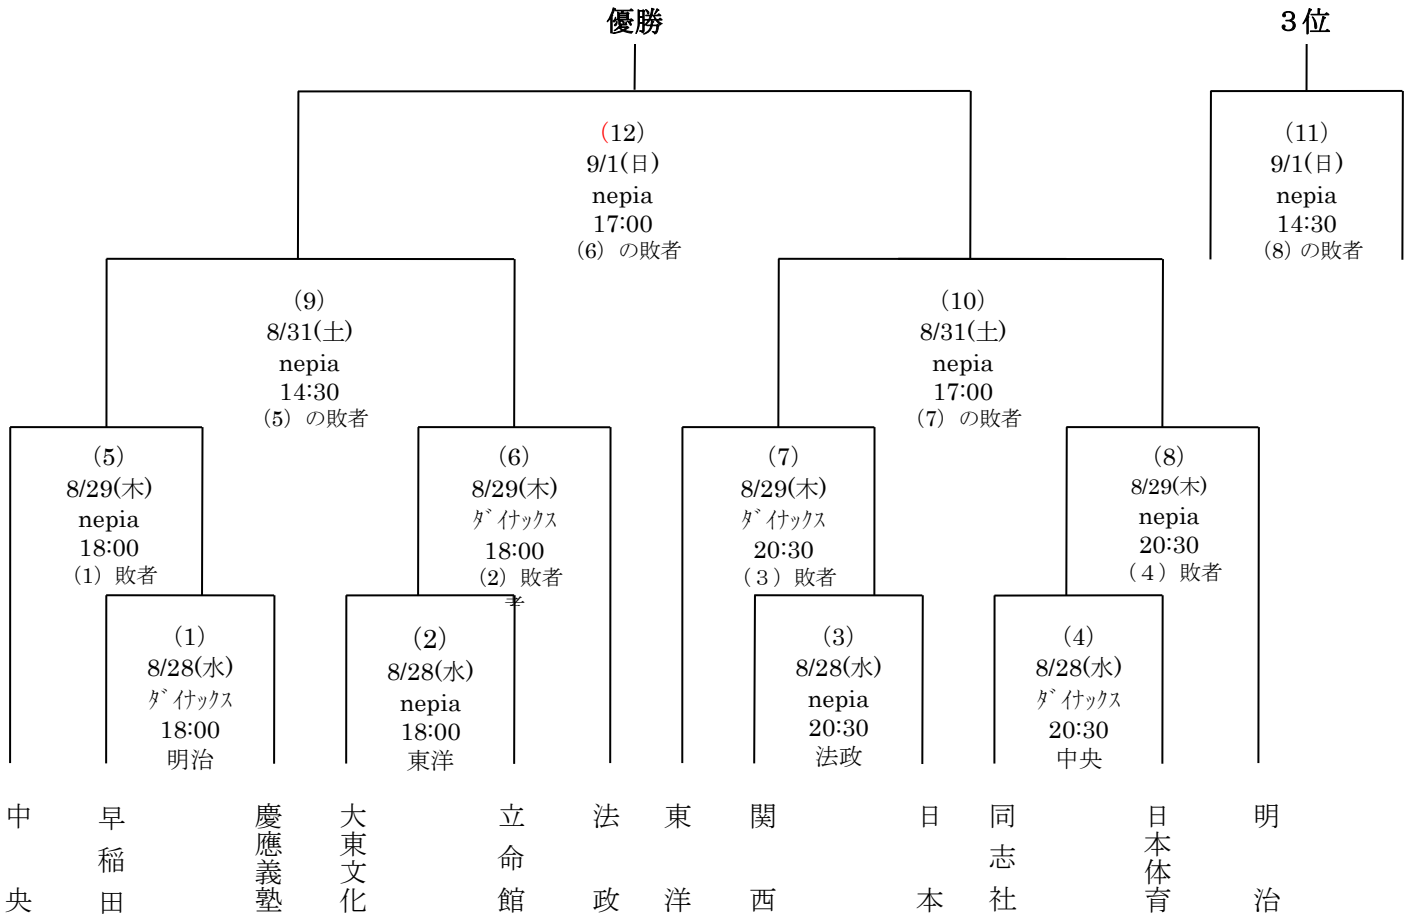 優勝
３位
（12）
9/1(日)
nepia
17:00
（6）の敗者
（11）
9/1(日)
nepia
14:30
（8）の敗者
（9）
8/31(土)
nepia
14:30
（5）の敗者
（10）
8/31(土)
nepia
17:00
（7）の敗者
（5）
8/29(木)
nepia
18:00
（1）敗者
（6）
8/29(木)
ﾀﾞｲﾅｯｸｽ
18:00
（2）敗者
（7）
8/29(木)
ﾀﾞｲﾅｯｸｽ
20:30
（３）敗者
（8）
8/29(木)
nepia
20:30
（４）敗者
（1）
8/28(水)
ﾀﾞｲﾅｯｸｽ
18:00
明治
（2）
8/28(水)
nepia
18:00
東洋
（3）
8/28(水)
nepia
20:30
法政
（4）
8/28(水)
ﾀﾞｲﾅｯｸｽ
20:30
中央
中央
早稲田
慶應義塾
大東文化
立命館
法政
東洋
関西
日本
同志社
日本体育
明治